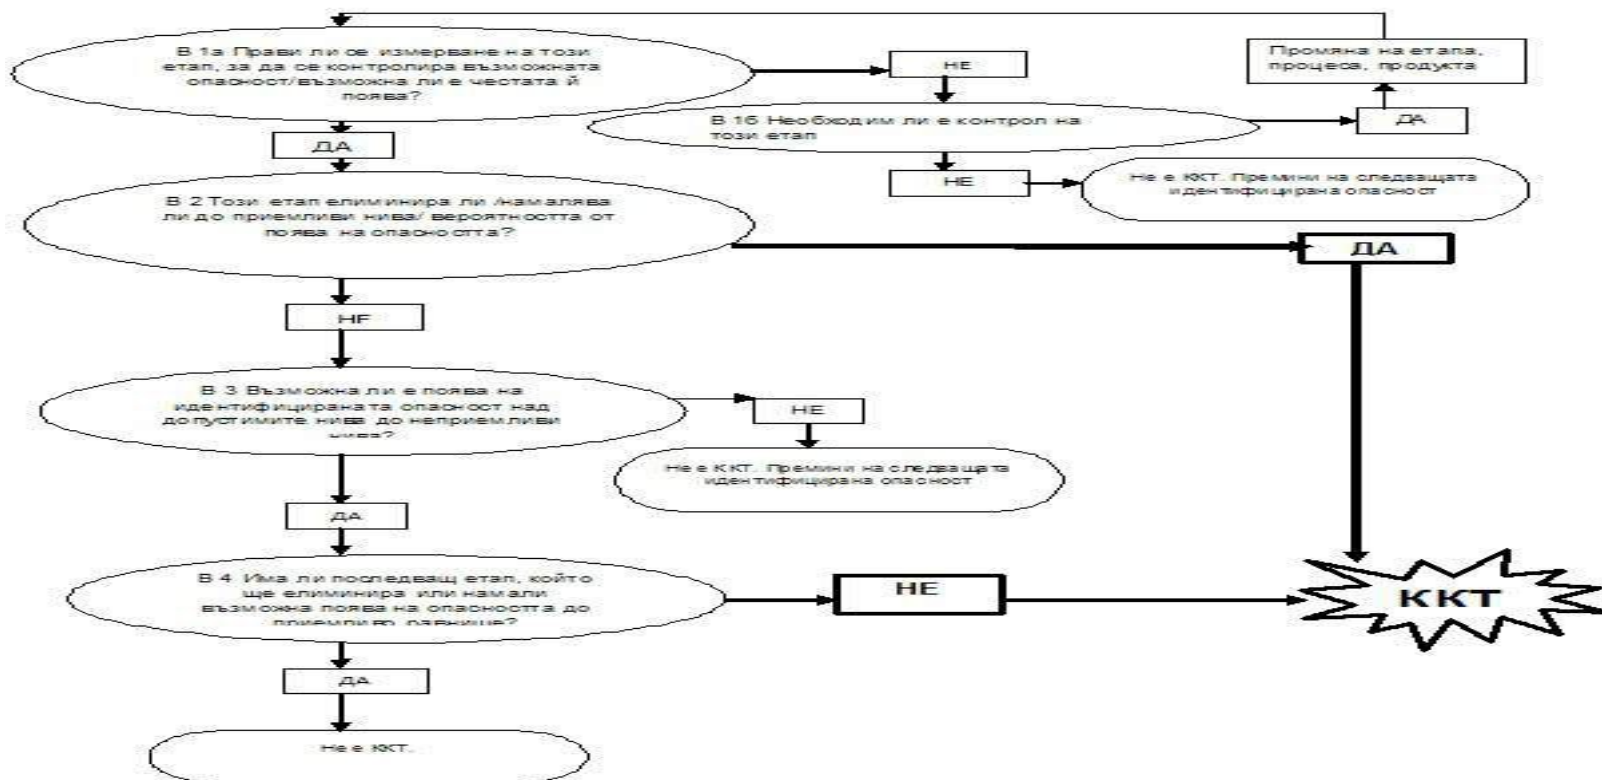 В 1а Прави ли се измерване на този
етап, за да се контролира възможната
опасност/възможна ли е честата й
поява?
НЕ
Промяна на етапа,
процеса, продукта
В 1б Необходим ли е контрол на
този етап
ДА
ДА
НЕ
Не е ККТ. Премини на следващата
идентифицирана опасност
В 2 Този етап елиминира ли /намалява
ли до приемливи нива/ вероятността от
поява на опасността?
ДА
НЕ
В 3 Възможна ли е поява на
идентифицираната опасност над
допустимите нива до неприемливи
нива?
НЕ
Не е ККТ. Премини на следващата
идентифицирана опасност
ДА
В 4 Има ли последващ етап, който
ще елиминира или намали
възможна поява на опасността до
приемливо равнище?
НЕ
ККТ
ДА
Не е ККТ.